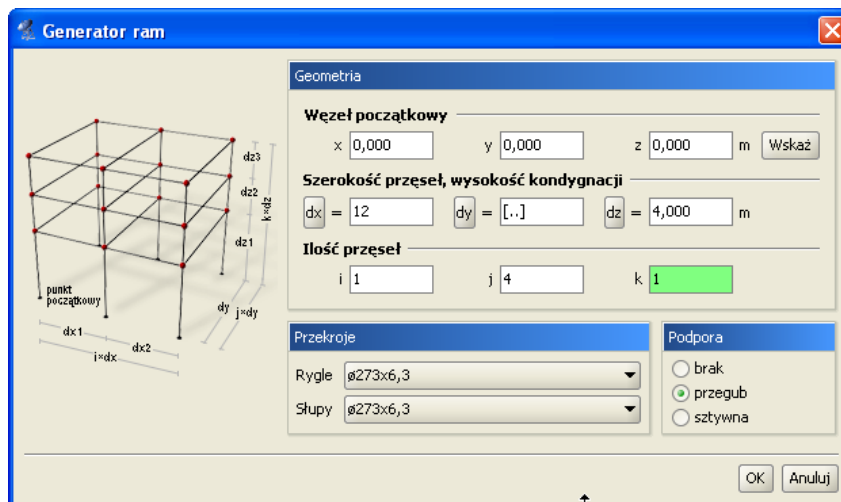 Generator ram
Geometria
Węzeł początkowy
x 0,000 y 0,000 z 0,000 m Wskaż
Szerokość przęseł, wysokość kondygnacji
dx = 12 dy = [..] dz = 4,000 m
Ilość przęseł
i 1 j 4 k 1
dz3
dz2
k×dz
dz1
punkt
początkowy
dy j×dy
dx1
dx2
i×dx
Przekroje
Rygle ø273x6,3
Słupy ø273x6,3
Podpora
brak
przegub
sztywna
OK Anuluj